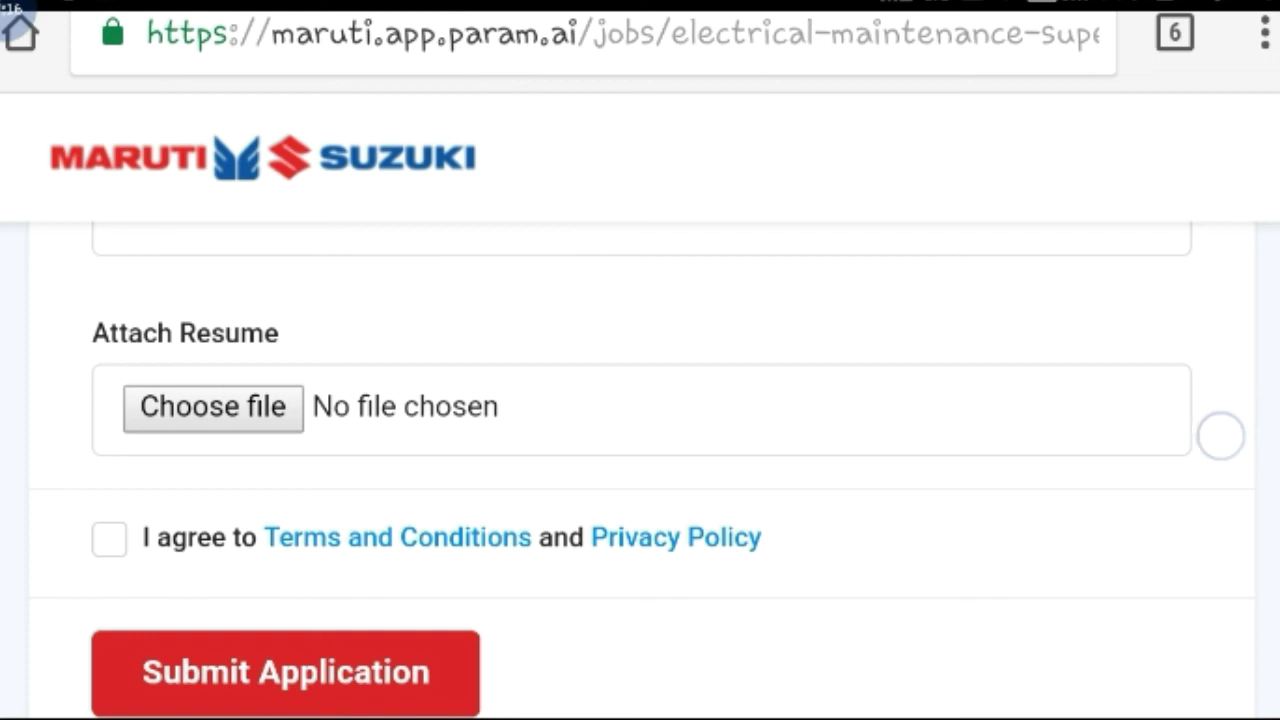 :16
https://maruti.app.param.ai/jobs/electrical-maintenance-supe
6
MARUTI SUZUKI
Attach Resume
Choose file No file chosen
I agree to Terms and Conditions and Privacy Policy
Submit Application